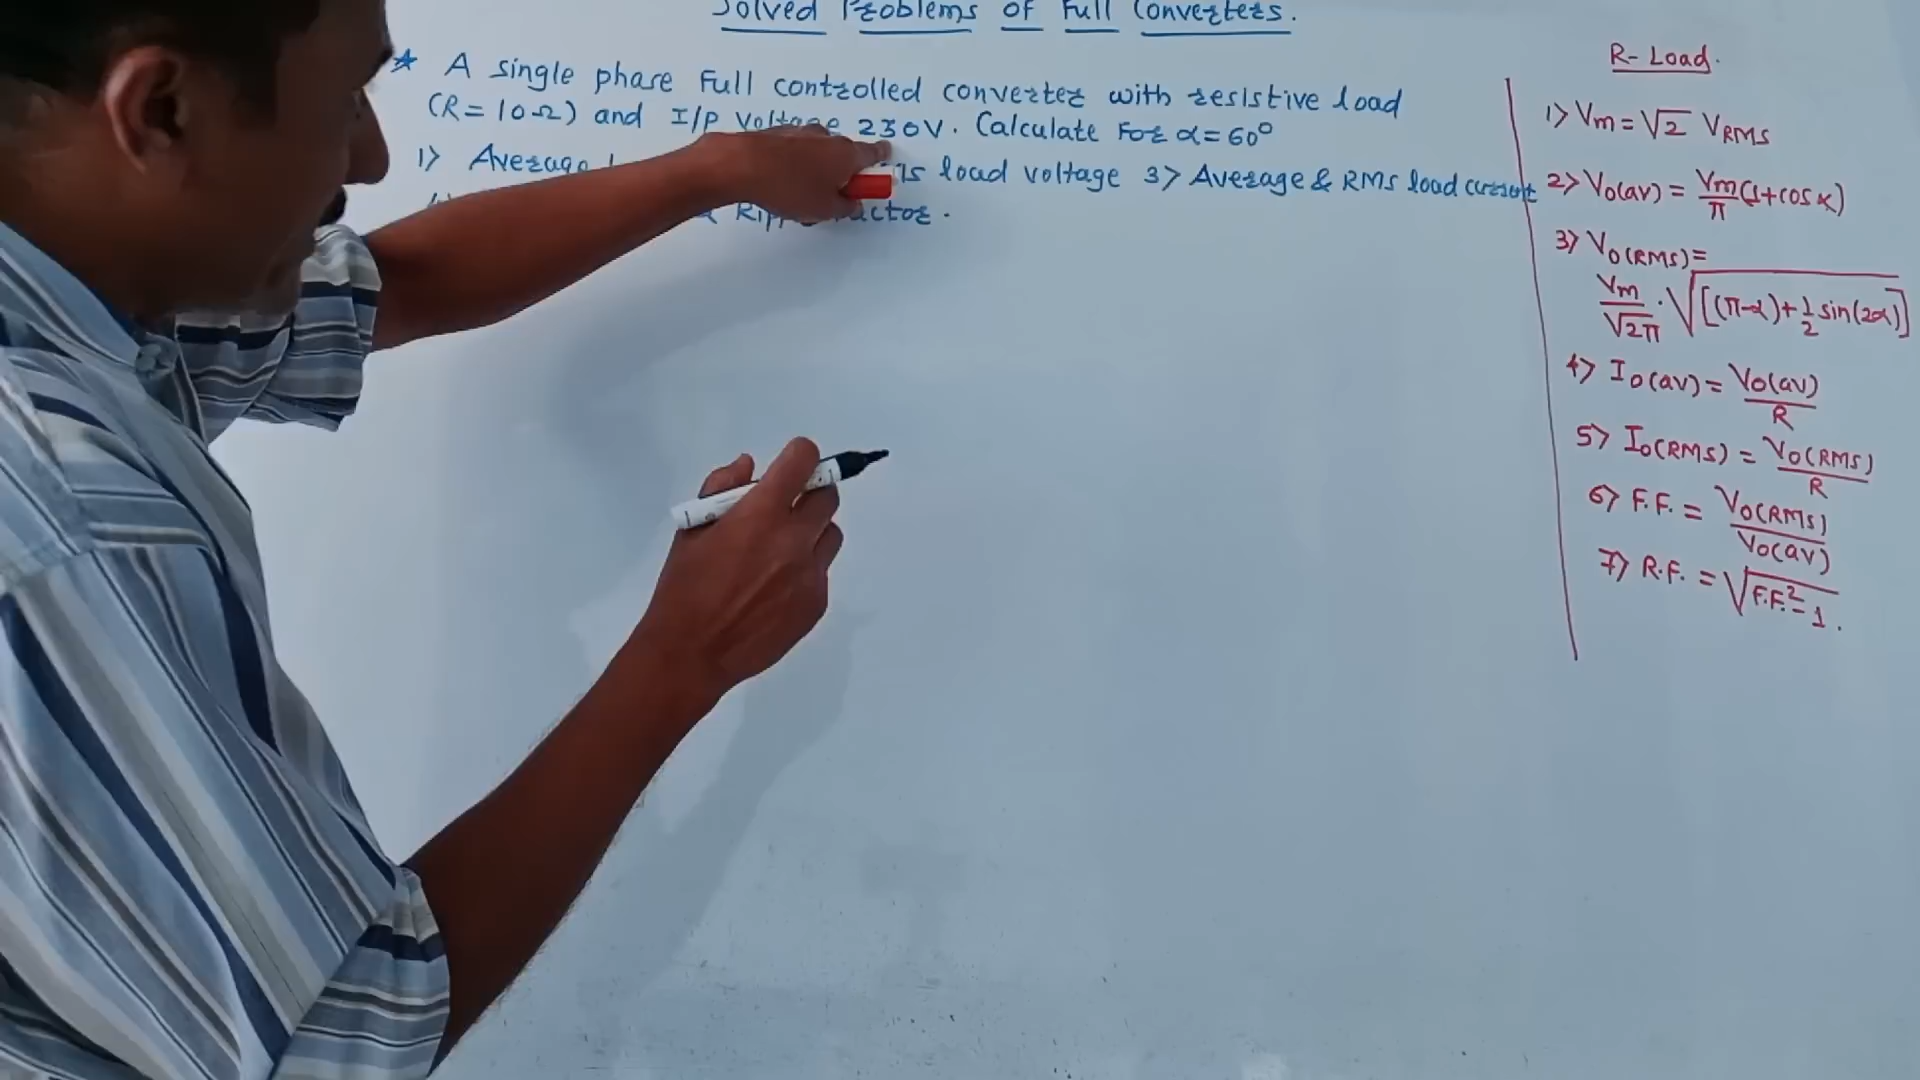 Solved Problems of Full Converters.
* A single phase Full controlled converter with resistive load
(R = 10 Ω) and I/P Voltage 230V. Calculate For α = 60°
1> Average load voltage 3> Average & RMS load current
Factor.
R - Load.
1> Vm = √2 VRMS
2> Vo(av) = Vm/π (1+cos α)
3> Vo(RMS) =
Vm/√2π . √[(π-α)+1/2 sin(2α)]
4> Io(av) = Vo(av)/R
5> Io(RMS) = Vo(RMS)/R
6> F.F. = Vo(RMS)/Vo(av)
7> R.F. = √F.F.²-1.